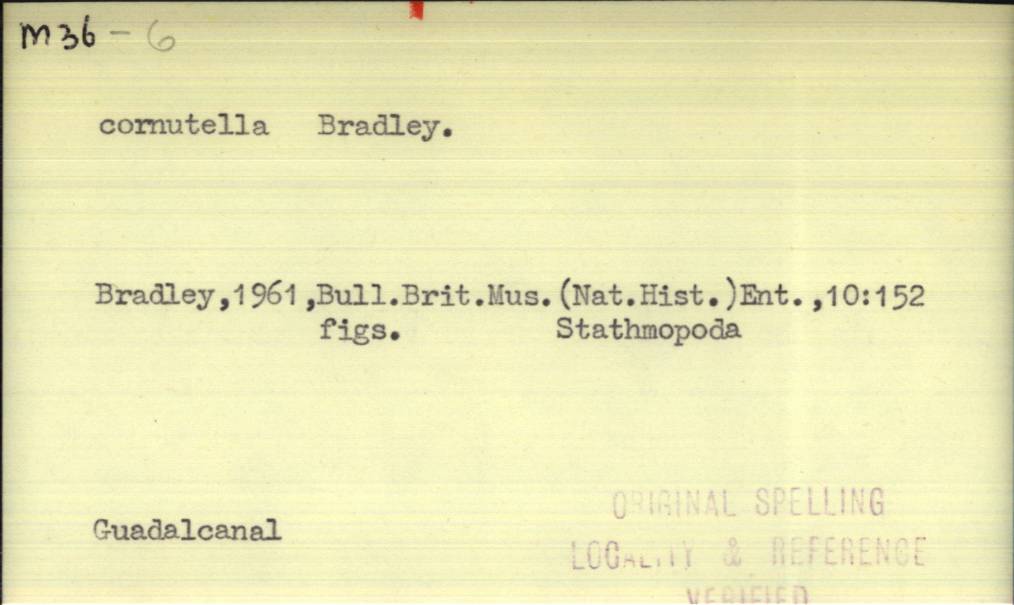 M36 - 6
cornutella Bradley.
Bradley,1961,Bull.Brit.Mus.(Nat.Hist.)Ent.,10:152
figs. Stathmopoda
Guadalcanal
ORIGINAL SPELLING
LOCALITY & REFERENCE
VERIFIED